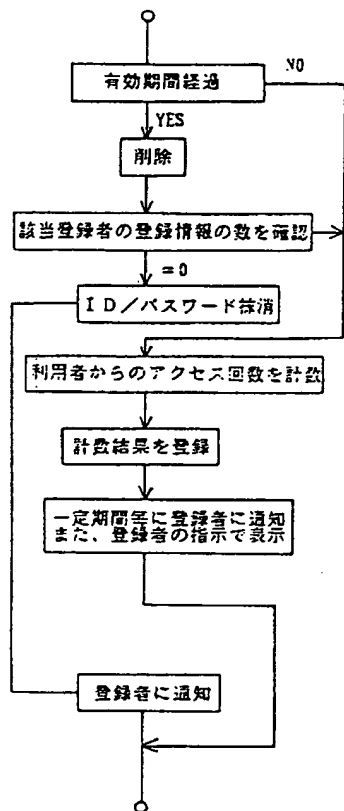 有効期間経過
NO
YES
削除
該当登録者の登録情報の数を確認
=0
ID/パスワード抹消
利用者からのアクセス回数を計数
計数結果を登録
一定期間毎に登録者に通知
また、登録者の指示で表示
登録者に通知